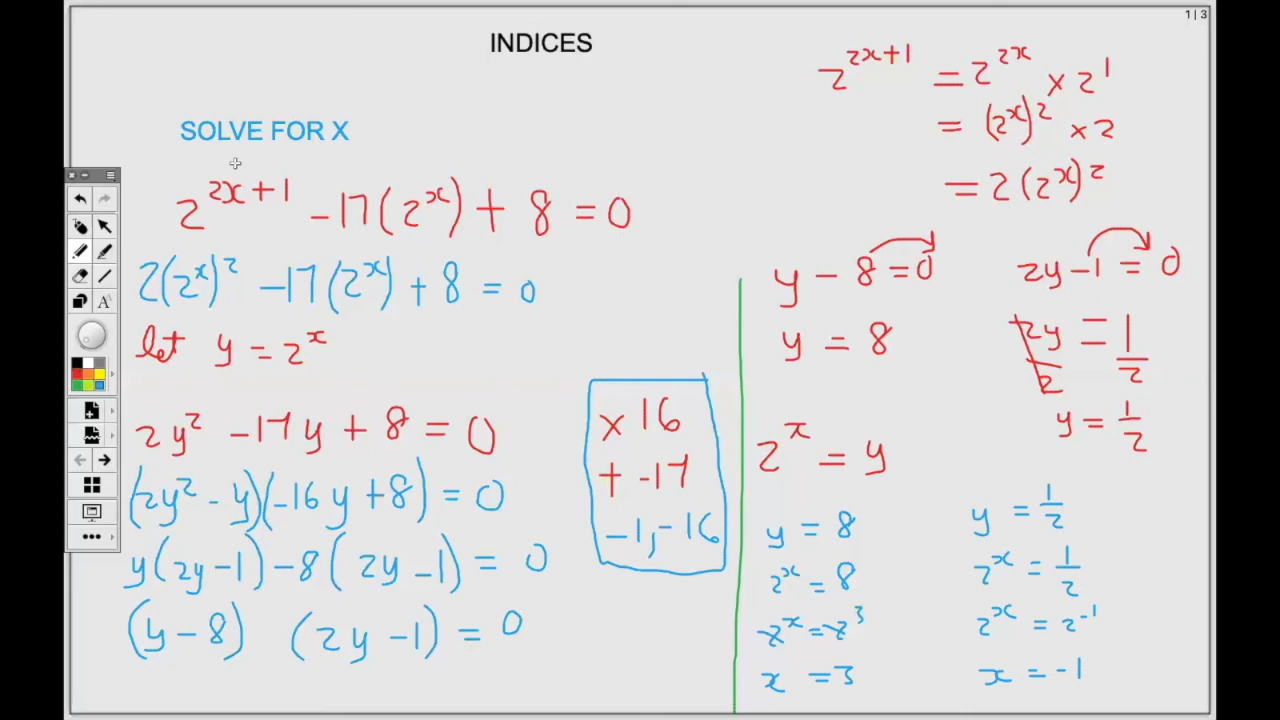 1 | 3
INDICES
SOLVE FOR X
2^{2x+1} - 17(2^x) + 8 = 0
2(2^x)^2 - 17(2^x) + 8 = 0
let y = 2^x
2y^2 - 17y + 8 = 0
(2y^2 - y)(-16y + 8) = 0
y(2y - 1) - 8(2y - 1) = 0
(y - 8) (2y - 1) = 0
× 16
+ -17
-1, -16
2^{2x+1} = 2^{2x} × 2^1
= (2^x)^2 × 2
= 2(2^x)^2
y - 8 = 0
y = 8
2y - 1 = 0
2y/2 = 1/2
y = 1/2
2^x = y
y = 8
2^x = 8
2^x = 2^3
x = 3
y = 1/2
2^x = 1/2
2^x = 2^{-1}
x = -1
A